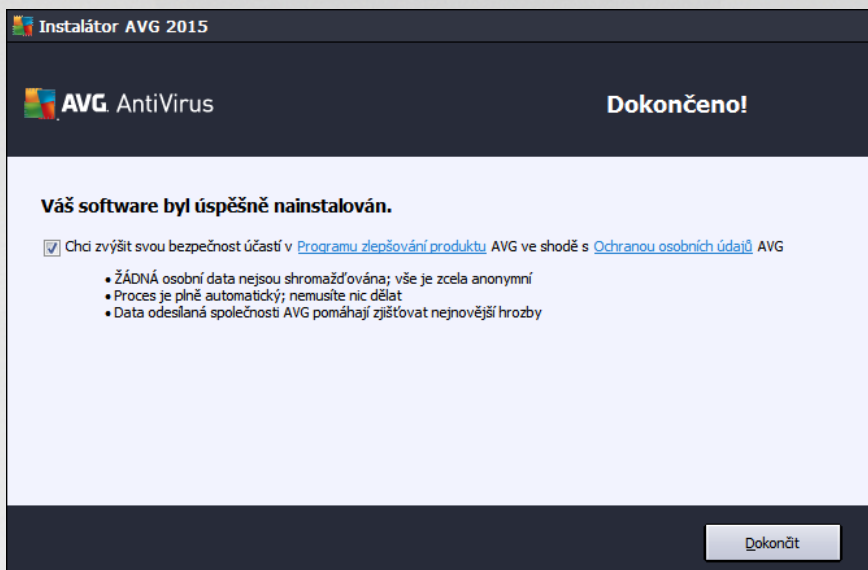 Instalátor AVG 2015
AVG. AntiVirus
Dokončeno!
Váš software byl úspěšně nainstalován.
Chci zvýšit svou bezpečnost účastí v Programu zlepšování produktu AVG ve shodě s Ochranou osobních údajů AVG
• ŽÁDNÁ osobní data nejsou shromažďována; vše je zcela anonymní
• Proces je plně automatický; nemusíte nic dělat
• Data odesílaná společnosti AVG pomáhají zjišťovat nejnovější hrozby
Dokončit